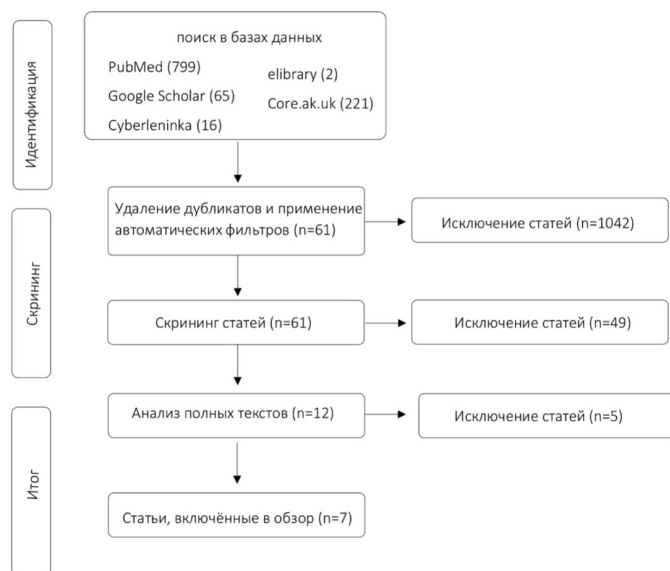 Идентификация
поиск в базах данных
PubMed (799)
Google Scholar (65)
Cyberleninka (16)
elibrary (2)
Core.ak.uk (221)
Скрининг
Удаление дубликатов и применение
автоматических фильтров (n=61)
Исключение статей (n=1042)
Скрининг статей (n=61)
Исключение статей (n=49)
Итог
Анализ полных текстов (n=12)
Исключение статей (n=5)
Статьи, включённые в обзор (n=7)